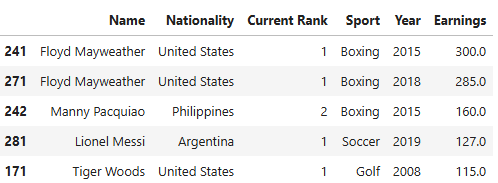 Name Nationality Current Rank Sport Year Earnings
241 Floyd Mayweather United States 1 Boxing 2015 300.0
271 Floyd Mayweather United States 1 Boxing 2018 285.0
242 Manny Pacquiao Philippines 2 Boxing 2015 160.0
281 Lionel Messi Argentina 1 Soccer 2019 127.0
171 Tiger Woods United States 1 Golf 2008 115.0